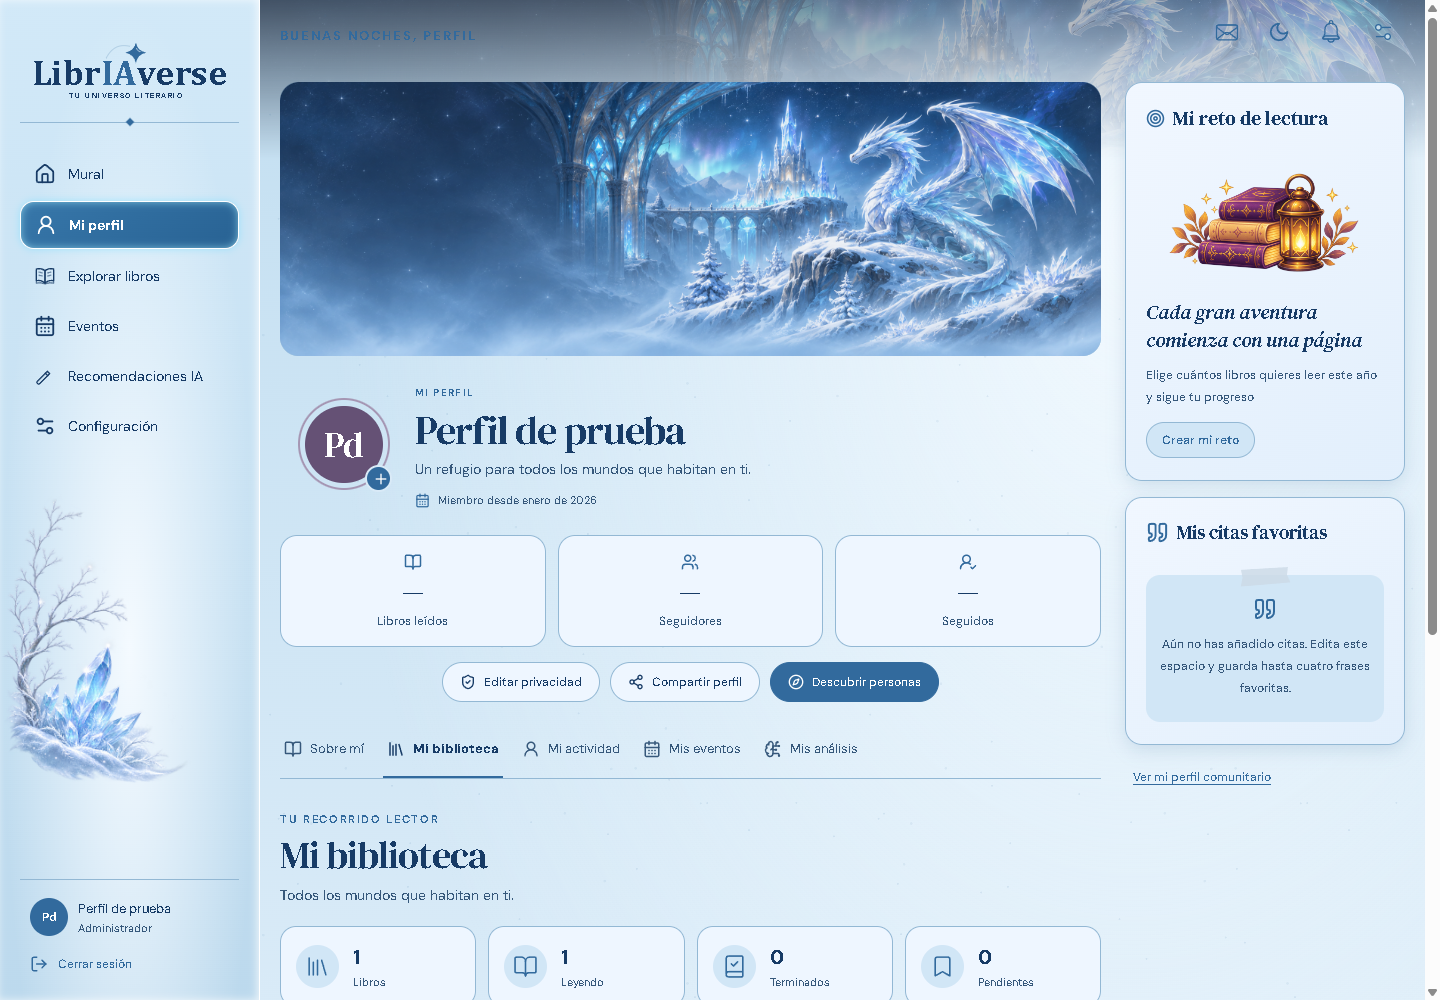 LibrIAverse
TU UNIVERSO LITERARIO
Mural
Mi perfil
Explorar libros
Eventos
Recomendaciones IA
Configuración
Pd
Perfil de prueba
Administrador
Cerrar sesión
BUENAS NOCHES, PERFIL
Pd
MI PERFIL
Perfil de prueba
Un refugio para todos los mundos que habitan en ti.
Miembro desde enero de 2026
—
Libros leídos
—
Seguidores
—
Seguidos
Editar privacidad
Compartir perfil
Descubrir personas
Sobre mí
Mi biblioteca
Mi actividad
Mis eventos
Mis análisis
TU RECORRIDO LECTOR
Mi biblioteca
Todos los mundos que habitan en ti.
1
Libros
1
Leyendo
0
Terminados
0
Pendientes
Mi reto de lectura
Cada gran aventura
comienza con una página
Elige cuántos libros quieres leer este año
y sigue tu progreso
Crear mi reto
Mis citas favoritas
Aún no has añadido citas. Edita este
espacio y guarda hasta cuatro frases
favoritas.
Ver mi perfil comunitario